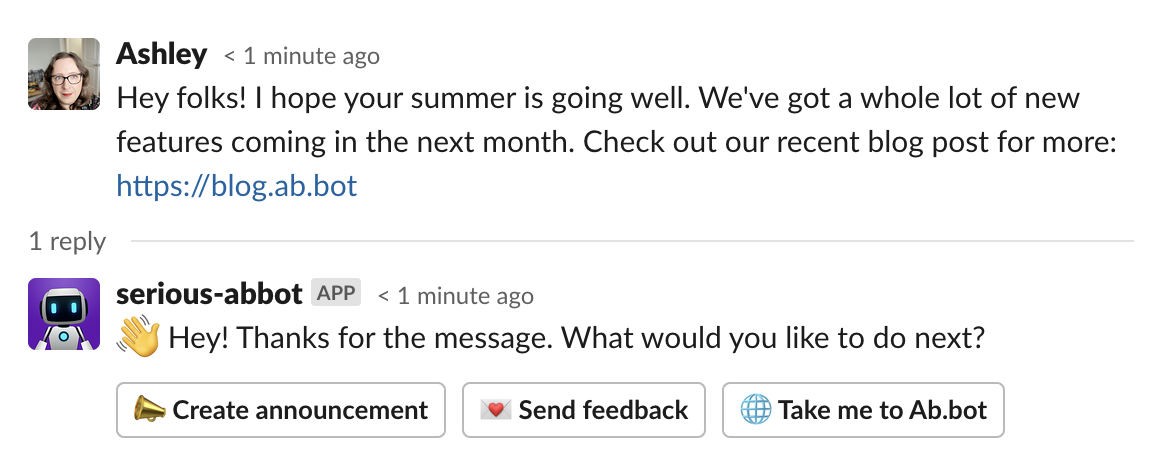 Ashley < 1 minute ago
Hey folks! I hope your summer is going well. We've got a whole lot of new
features coming in the next month. Check out our recent blog post for more:
https://blog.ab.bot
1 reply
serious-abbot APP < 1 minute ago
👋 Hey! Thanks for the message. What would you like to do next?
📣 Create announcement 💌 Send feedback 🌐 Take me to Ab.bot